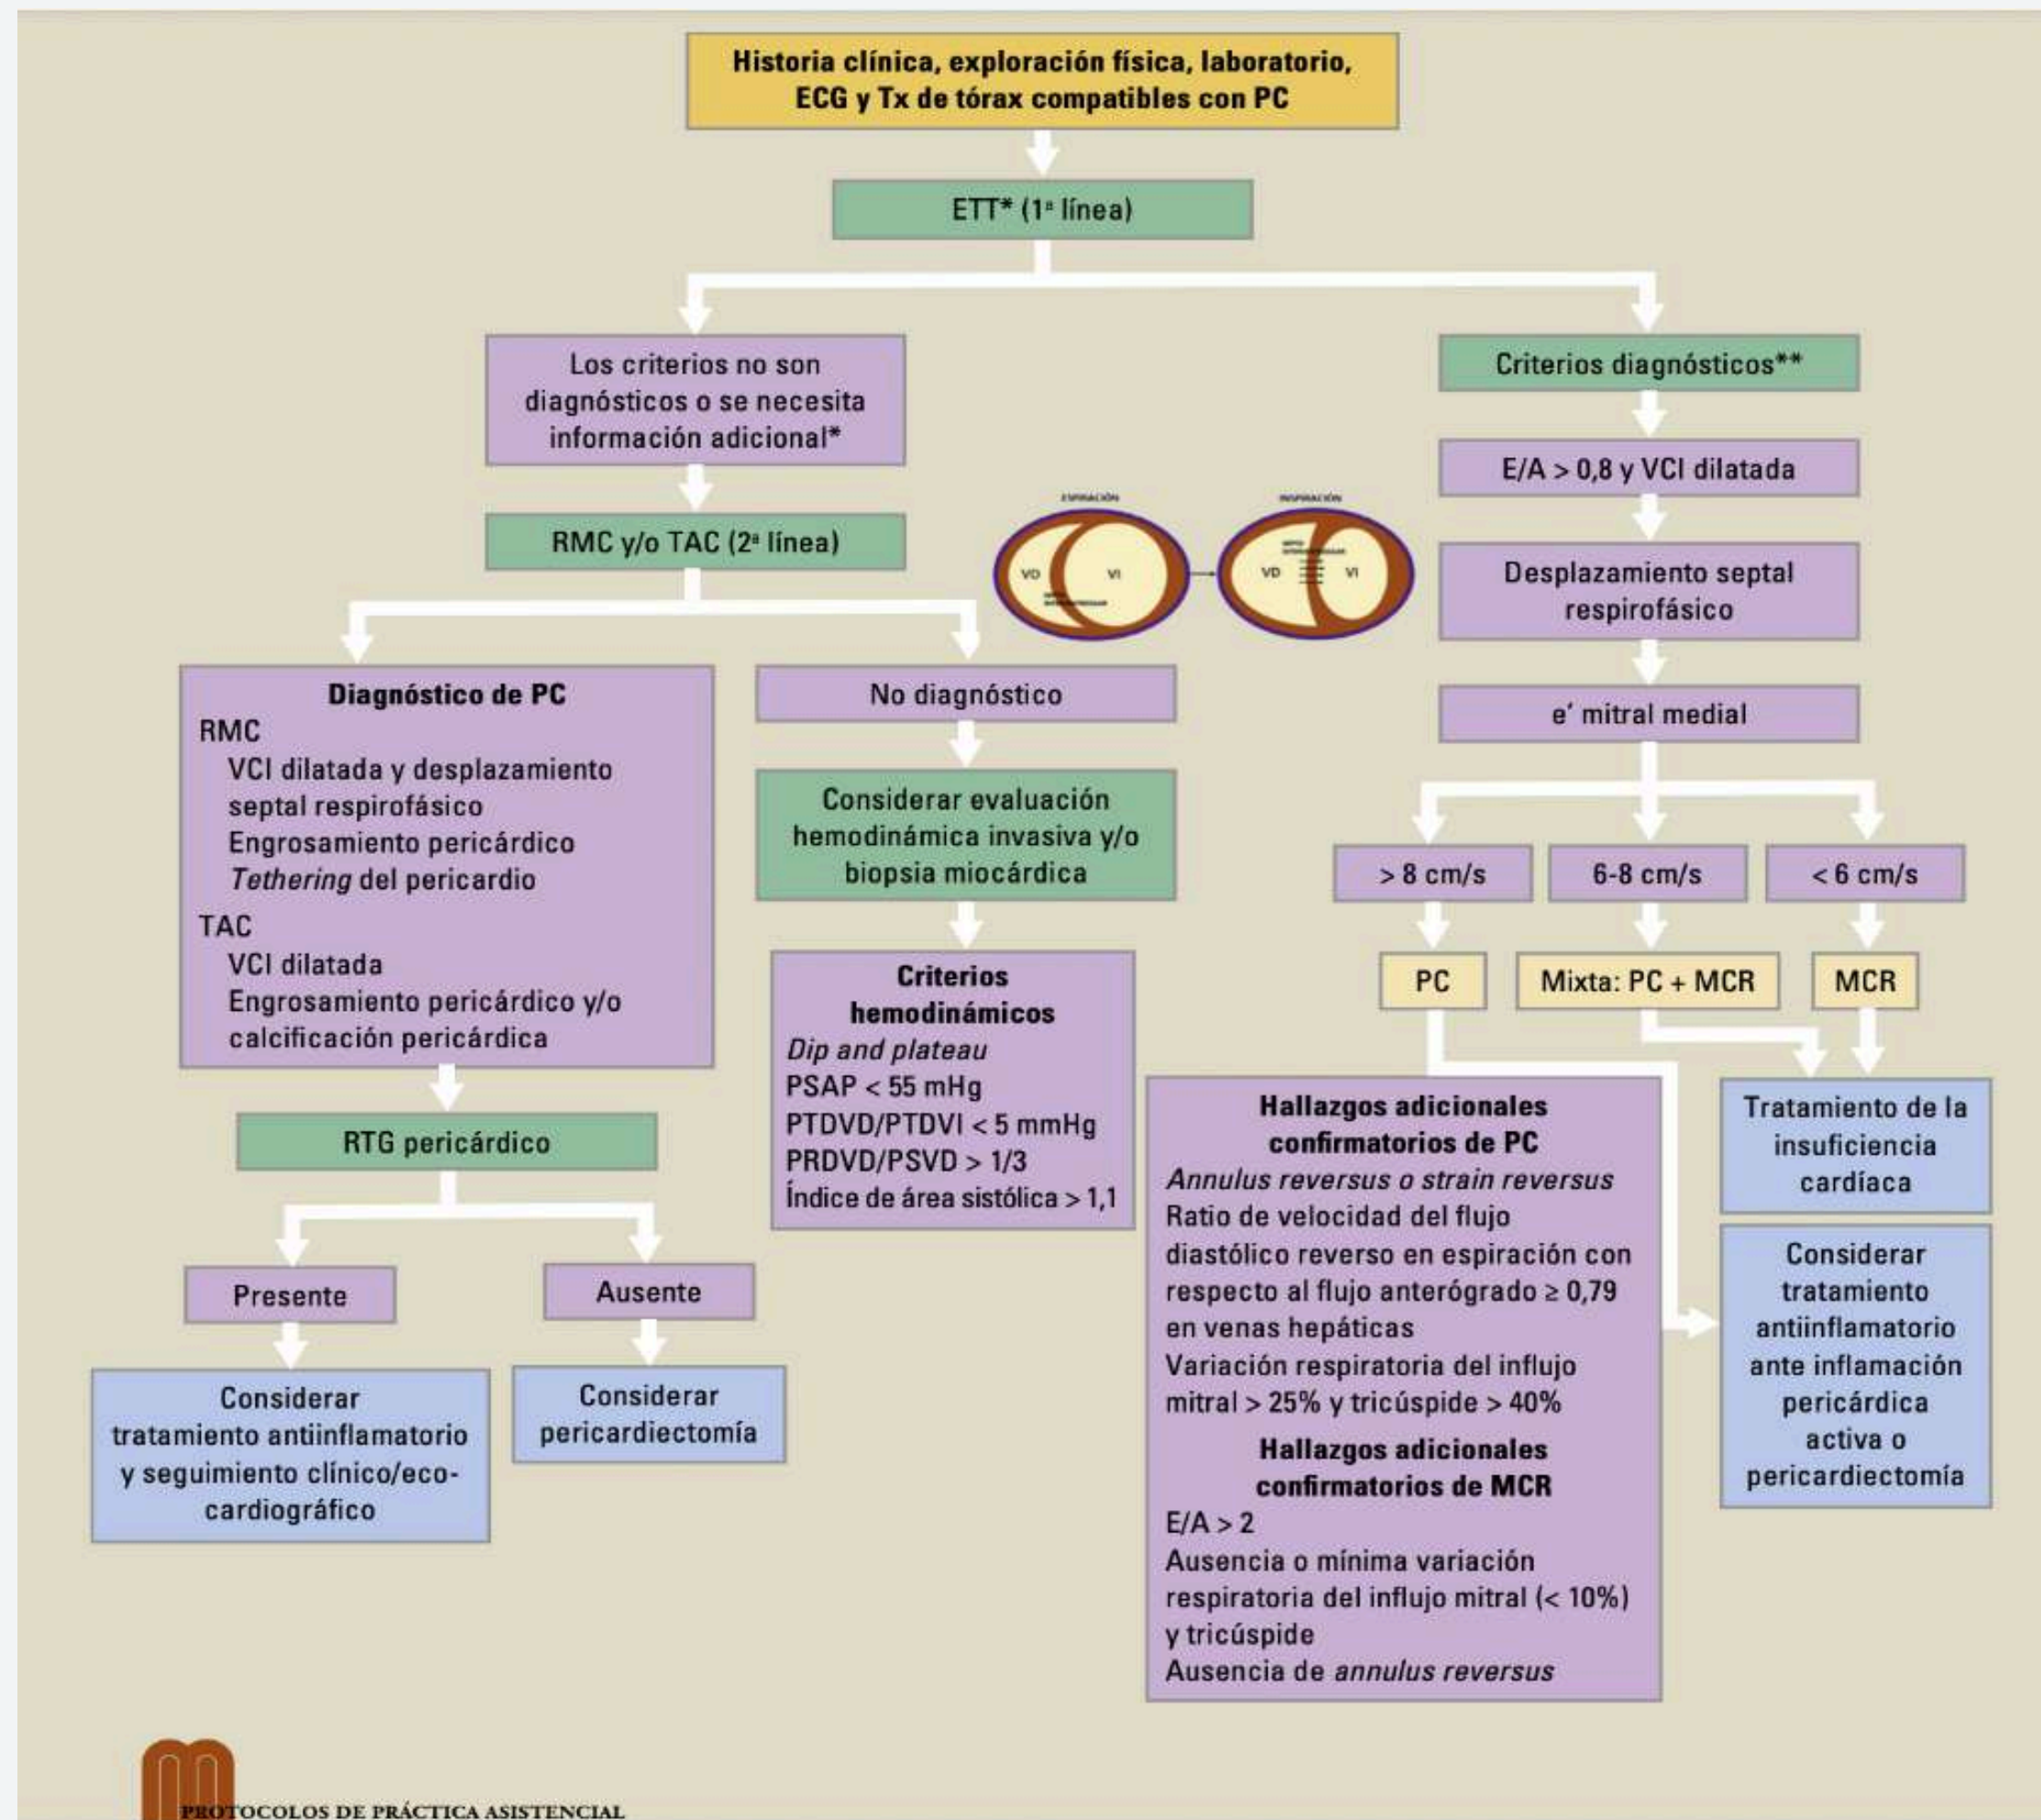 Historia clínica, exploración física, laboratorio,
ECG y Tx de tórax compatibles con PC
ETT* (1ª línea)
Los criterios no son
diagnósticos o se necesita
información adicional*
RMC y/o TAC (2ª línea)
Diagnóstico de PC
RMC
VCI dilatada y desplazamiento
septal respirofásico
Engrosamiento pericárdico
Tethering del pericardio
TAC
VCI dilatada
Engrosamiento pericárdico y/o
calcificación pericárdica
RTG pericárdico
Presente
Considerar
tratamiento antiinflamatorio
y seguimiento clínico/eco-
cardiográfico
Ausente
Considerar
pericardiectomía
No diagnóstico
Considerar evaluación
hemodinámica invasiva y/o
biopsia miocárdica
Criterios
hemodinámicos
Dip and plateau
PSAP < 55 mHg
PTDVD/PTDVI < 5 mmHg
PRDVD/PSVD > 1/3
Índice de área sistólica > 1,1
ESPIRACIÓN
VD
VI
INSPIRACIÓN
VD
VI
Criterios diagnósticos**
E/A > 0,8 y VCI dilatada
Desplazamiento septal
respirofásico
e’ mitral medial
> 8 cm/s
6-8 cm/s
< 6 cm/s
PC
Mixta: PC + MCR
MCR
Hallazgos adicionales
confirmatorios de PC
Annulus reversus o strain reversus
Ratio de velocidad del flujo
diastólico reverso en espiración con
respecto al flujo anterógrado ≥ 0,79
en venas hepáticas
Variación respiratoria del influjo
mitral > 25% y tricúspide > 40%
Hallazgos adicionales
confirmatorios de MCR
E/A > 2
Ausencia o mínima variación
respiratoria del influjo mitral (< 10%)
y tricúspide
Ausencia de annulus reversus
Tratamiento de la
insuficiencia
cardíaca
Considerar
tratamiento
antiinflamatorio
ante inflamación
pericárdica
activa o
pericardiectomía
PROTOCOLOS DE PRÁCTICA ASISTENCIAL